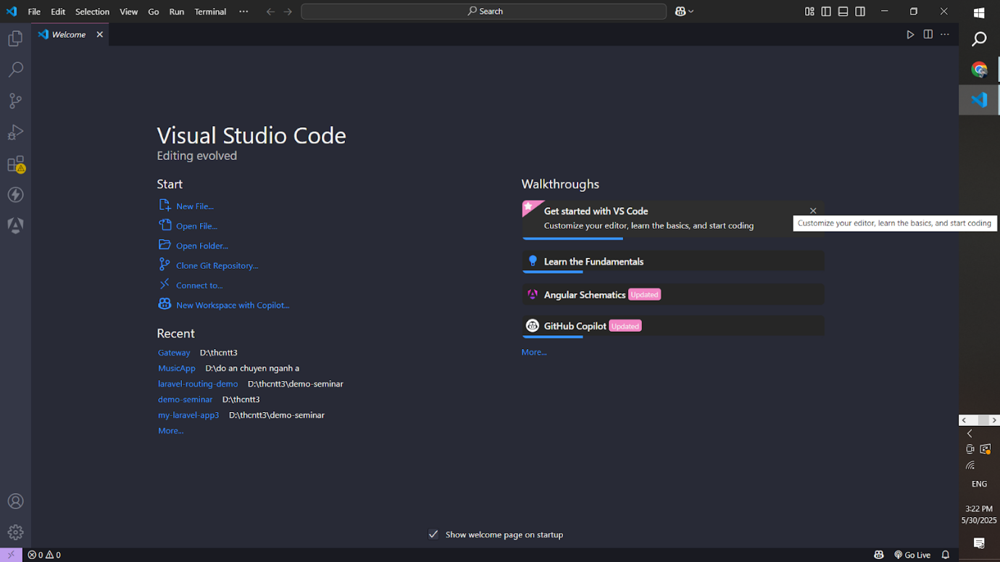 File Edit Selection View Go Run Terminal ··· Search
Welcome
Visual Studio Code
Editing evolved
Start
New File...
Open File...
Open Folder...
Clone Git Repository...
Connect to...
New Workspace with Copilot...
Recent
Gateway D:\thcntt3
MusicApp D:\do an chuyen nganh a
laravel-routing-demo D:\thcntt3\demo-seminar
demo-seminar D:\thcntt3
my-laravel-app3 D:\thcntt3\demo-seminar
More...
Walkthroughs
Get started with VS Code
Customize your editor, learn the basics, and start coding
Customize your editor, learn the basics, and start coding
Learn the Fundamentals
Angular Schematics Updated
GitHub Copilot Updated
More...
Show welcome page on startup
0 0 Go Live
ENG
3:22 PM
5/30/2025